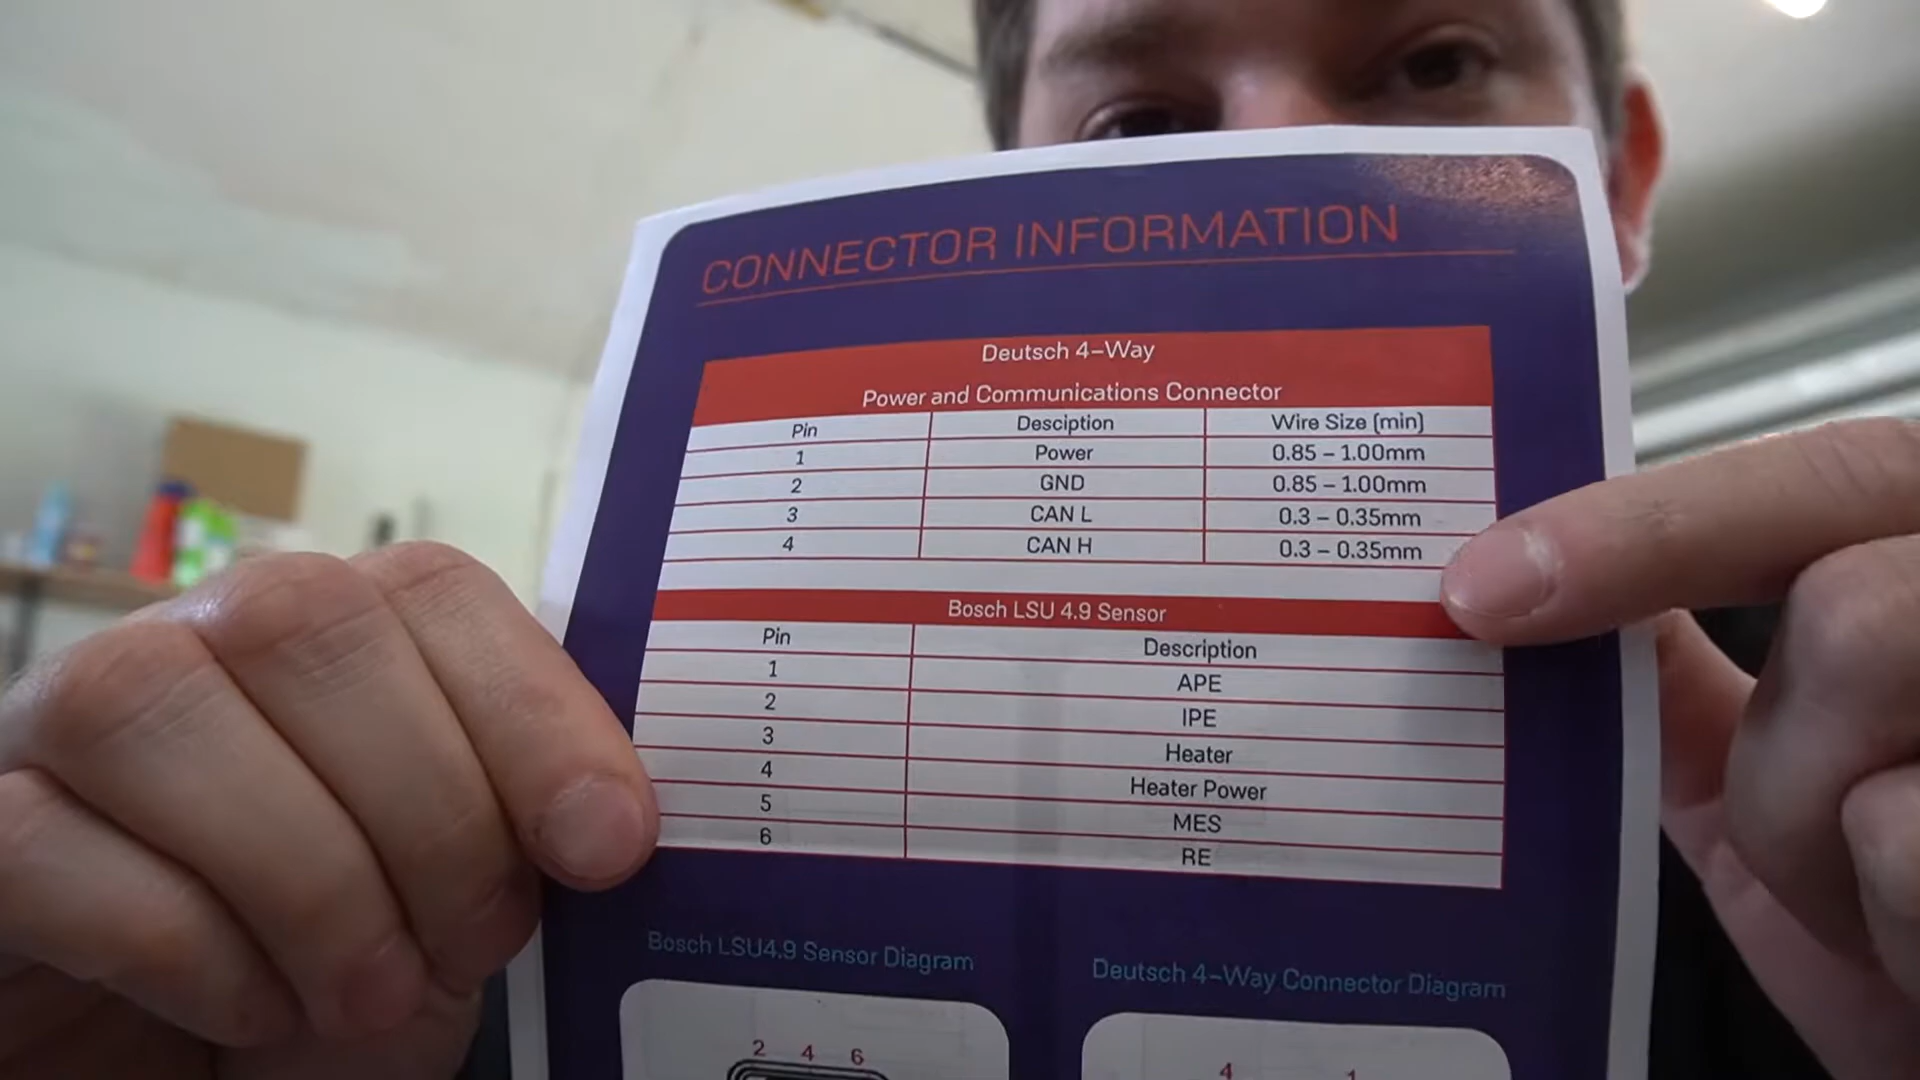 CONNECTOR INFORMATION
Deutsch 4-Way
Power and Communications Connector
Pin Desciption Wire Size (min)
1 Power 0.85 - 1.00mm
2 GND 0.85 - 1.00mm
3 CAN L 0.3 - 0.35mm
4 CAN H 0.3 - 0.35mm
Bosch LSU 4.9 Sensor
Pin Description
1 APE
2 IPE
3 Heater
4 Heater Power
5 MES
6 RE
Bosch LSU4.9 Sensor Diagram
Deutsch 4-Way Connector Diagram
2 4 6
4 1